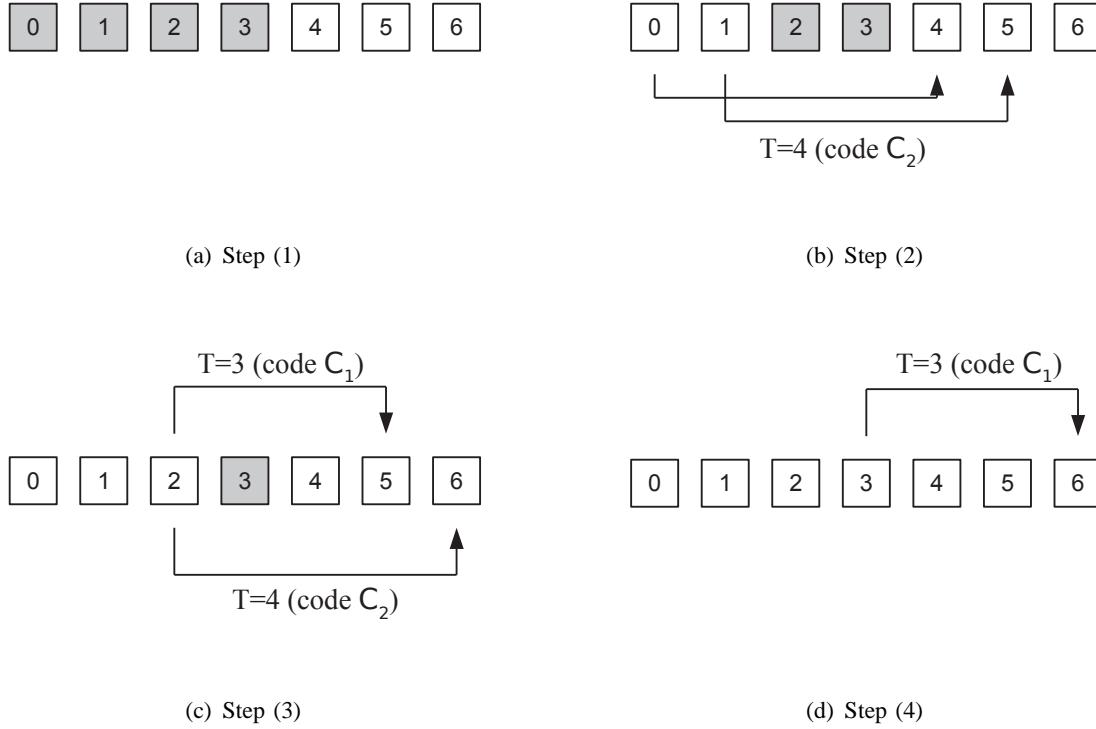 0 1 2 3 4 5 6
0 1 2 3 4 5 6
T=4 (code C₂)
(a) Step (1)
(b) Step (2)
T=3 (code C₁)
0 1 2 3 4 5 6
T=4 (code C₂)
T=3 (code C₁)
0 1 2 3 4 5 6
(c) Step (3)
(d) Step (4)